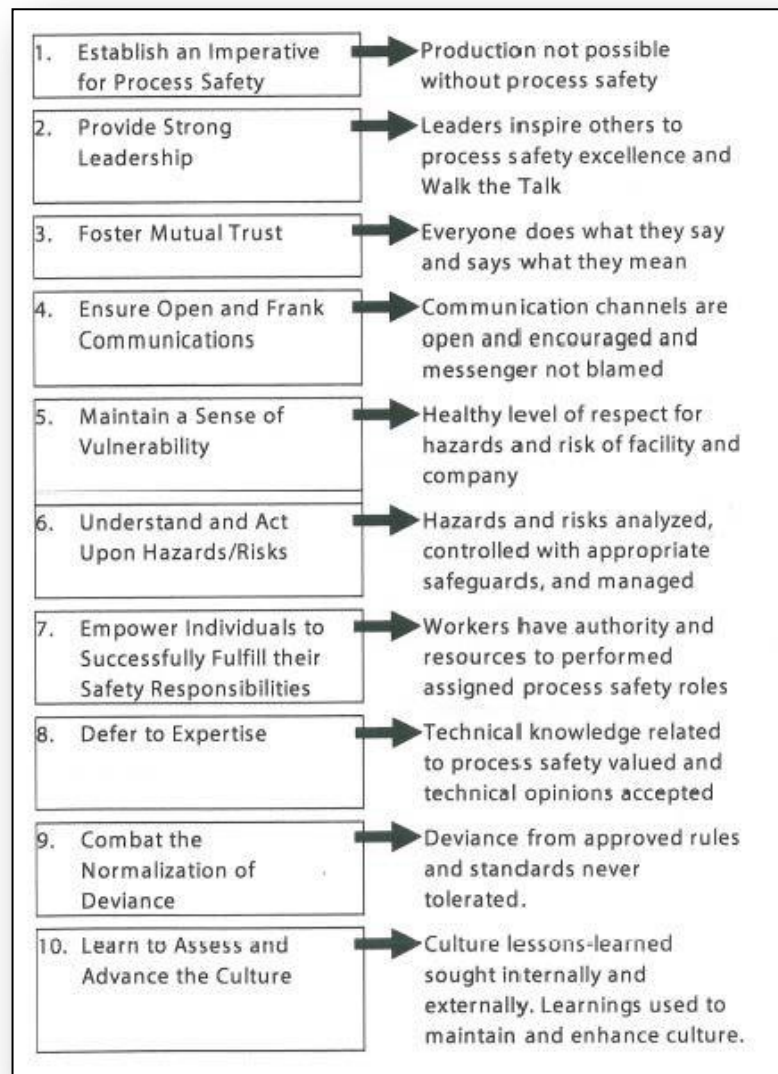 1. Establish an Imperative
for Process Safety
Production not possible
without process safety
2. Provide Strong
Leadership
Leaders inspire others to
process safety excellence and
Walk the Talk
3. Foster Mutual Trust
Everyone does what they say
and says what they mean
4. Ensure Open and Frank
Communications
Communication channels are
open and encouraged and
messenger not blamed
5. Maintain a Sense of
Vulnerability
Healthy level of respect for
hazards and risk of facility and
company
6. Understand and Act
Upon Hazards/Risks
Hazards and risks analyzed,
controlled with appropriate
safeguards, and managed
7. Empower Individuals to
Successfully Fulfill their
Safety Responsibilities
Workers have authority and
resources to performed
assigned process safety roles
8. Defer to Expertise
Technical knowledge related
to process safety valued and
technical opinions accepted
9. Combat the
Normalization of
Deviance
Deviance from approved rules
and standards never
tolerated.
10. Learn to Assess and
Advance the Culture
Culture lessons-learned
sought internally and
externally. Learnings used to
maintain and enhance culture.